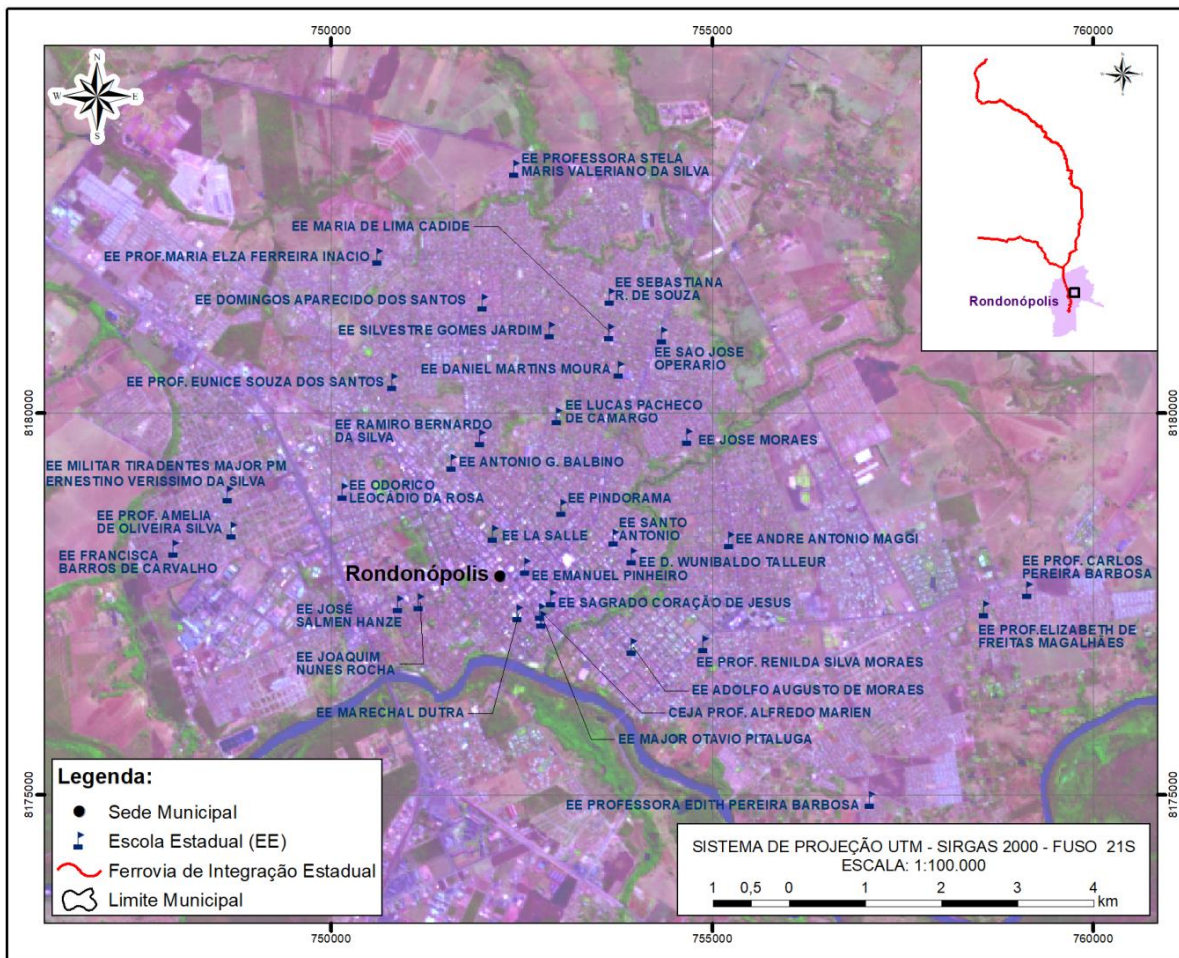 750000
755000
760000
N
W
E
S
EE PROFESSORA STELA
MARIS VALERIANO DA SILVA
EE MARIA DE LIMA CADIDE
EE PROF.MARIA ELZA FERREIRA INACIO
EE SEBASTIANA
R. DE SOUZA
EE DOMINGOS APARECIDO DOS SANTOS
Rondonópolis
EE SILVESTRE GOMES JARDIM
EE SAO JOSE
OPERARIO
EE DANIEL MARTINS MOURA
EE PROF. EUNICE SOUZA DOS SANTOS
8180000
8180000
EE LUCAS PACHECO
DE CAMARGO
EE RAMIRO BERNARDO
DA SILVA
EE JOSE MORAES
EE ANTONIO G. BALBINO
EE MILITAR TIRADENTES MAJOR PM
ERNESTINO VERISSIMO DA SILVA
EE ODORICO
LEOCADIO DA ROSA
EE PINDORAMA
EE PROF. AMELIA
DE OLIVEIRA SILVA
EE LA SALLE
EE SANTO
ANTONIO
EE ANDRE ANTONIO MAGGI
EE FRANCISCA
BARROS DE CARVALHO
EE D. WUNIBALDO TALLEUR
EE PROF. CARLOS
PEREIRA BARBOSA
Rondonópolis
EE EMANUEL PINHEIRO
EE SAGRADO CORAÇÃO DE JESUS
EE JOSÉ
SALMEN HANZE
EE PROF.ELIZABETH DE
FREITAS MAGALHÃES
EE JOAQUIM
NUNES ROCHA
EE PROF. RENILDA SILVA MORAES
EE ADOLFO AUGUSTO DE MORAES
EE MARECHAL DUTRA
CEJA PROF. ALFREDO MARIEN
EE MAJOR OTAVIO PITALUGA
8175000
8175000
EE PROFESSORA EDITH PEREIRA BARBOSA
Legenda:
Sede Municipal
Escola Estadual (EE)
Ferrovia de Integração Estadual
Limite Municipal
SISTEMA DE PROJEÇÃO UTM - SIRGAS 2000 - FUSO 21S
ESCALA: 1:100.000
1 0,5 0 1 2 3 4
km
750000
755000
760000